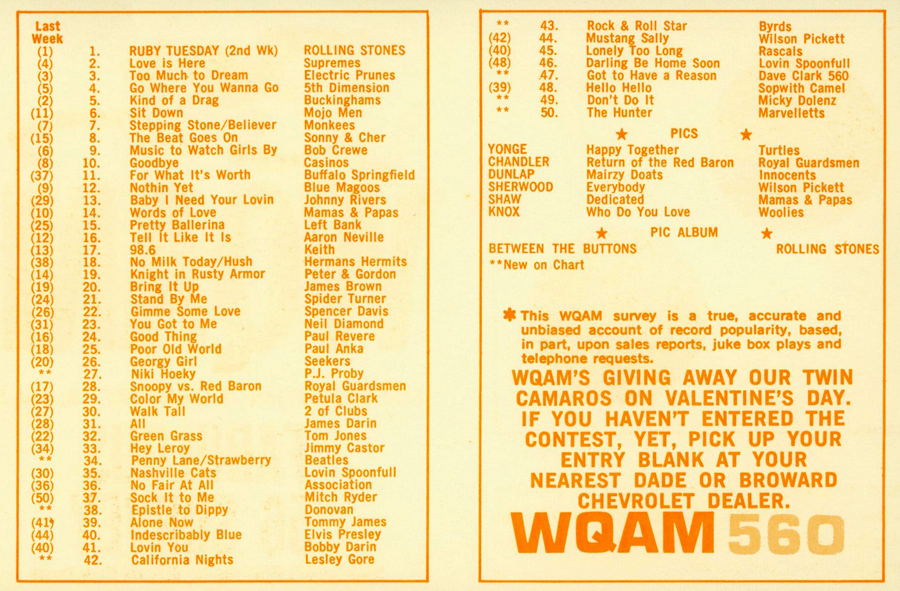 Last
Week
(1) 1. RUBY TUESDAY (2nd Wk) ROLLING STONES
(4) 2. Love is Here Supremes
(3) 3. Too Much to Dream Electric Prunes
(5) 4. Go Where You Wanna Go 5th Dimension
(2) 5. Kind of a Drag Buckinghams
(11) 6. Sit Down Mojo Men
(7) 7. Stepping Stone/Believer Monkees
(15) 8. The Beat Goes On Sonny & Cher
(6) 9. Music to Watch Girls By Bob Crewe
(8) 10. Goodbye Casinos
(37) 11. For What It's Worth Buffalo Springfield
(9) 12. Nothin Yet Blue Magoos
(29) 13. Baby I Need Your Lovin Johnny Rivers
(10) 14. Words of Love Mamas & Papas
(25) 15. Pretty Ballerina Left Bank
(12) 16. Tell It Like It Is Aaron Neville
(13) 17. 98.6 Keith
(38) 18. No Milk Today/Hush Hermans Hermits
(14) 19. Knight in Rusty Armor Peter & Gordon
(19) 20. Bring It Up James Brown
(24) 21. Stand By Me Spider Turner
(26) 22. Gimme Some Love Spencer Davis
(31) 23. You Got to Me Neil Diamond
(16) 24. Good Thing Paul Revere
(18) 25. Poor Old World Paul Anka
(20) 26. Georgy Girl Seekers
** 27. Niki Hoeky P.J. Proby
(17) 28. Snoopy vs. Red Baron Royal Guardsmen
(23) 29. Color My World Petula Clark
(27) 30. Walk Tall 2 of Clubs
(28) 31. All James Darin
(22) 32. Green Grass Tom Jones
(34) 33. Hey Leroy Jimmy Castor
** 34. Penny Lane/Strawberry Beatles
(30) 35. Nashville Cats Lovin Spoonfull
(36) 36. No Fair At All Association
(50) 37. Sock It to Me Mitch Ryder
** 38. Epistle to Dippy Donovan
(41) 39. Alone Now Tommy James
(44) 40. Indescribably Blue Elvis Presley
(40) 41. Lovin You Bobby Darin
** 42. California Nights Lesley Gore
** 43. Rock & Roll Star Byrds
(42) 44. Mustang Sally Wilson Pickett
(40) 45. Lonely Too Long Rascals
(48) 46. Darling Be Home Soon Lovin Spoonfull
** 47. Got to Have a Reason Dave Clark 560
(39) 48. Hello Hello Sopwith Camel
** 49. Don't Do It Micky Dolenz
** 50. The Hunter Marvelletts
★ PICS ★
YONGE Happy Together Turtles
CHANDLER Return of the Red Baron Royal Guardsmen
DUNLAP Mairzy Doats Innocents
SHERWOOD Everybody Wilson Pickett
SHAW Dedicated Mamas & Papas
KNOX Who Do You Love Woolies
★ PIC ALBUM ★
BETWEEN THE BUTTONS ROLLING STONES
**New on Chart
* This WQAM survey is a true, accurate and
unbiased account of record popularity, based,
in part, upon sales reports, juke box plays and
telephone requests.
WQAM'S GIVING AWAY OUR TWIN
CAMAROS ON VALENTINE'S DAY.
IF YOU HAVEN'T ENTERED THE
CONTEST, YET, PICK UP YOUR
ENTRY BLANK AT YOUR
NEAREST DADE OR BROWARD
CHEVROLET DEALER.
WQAM 560